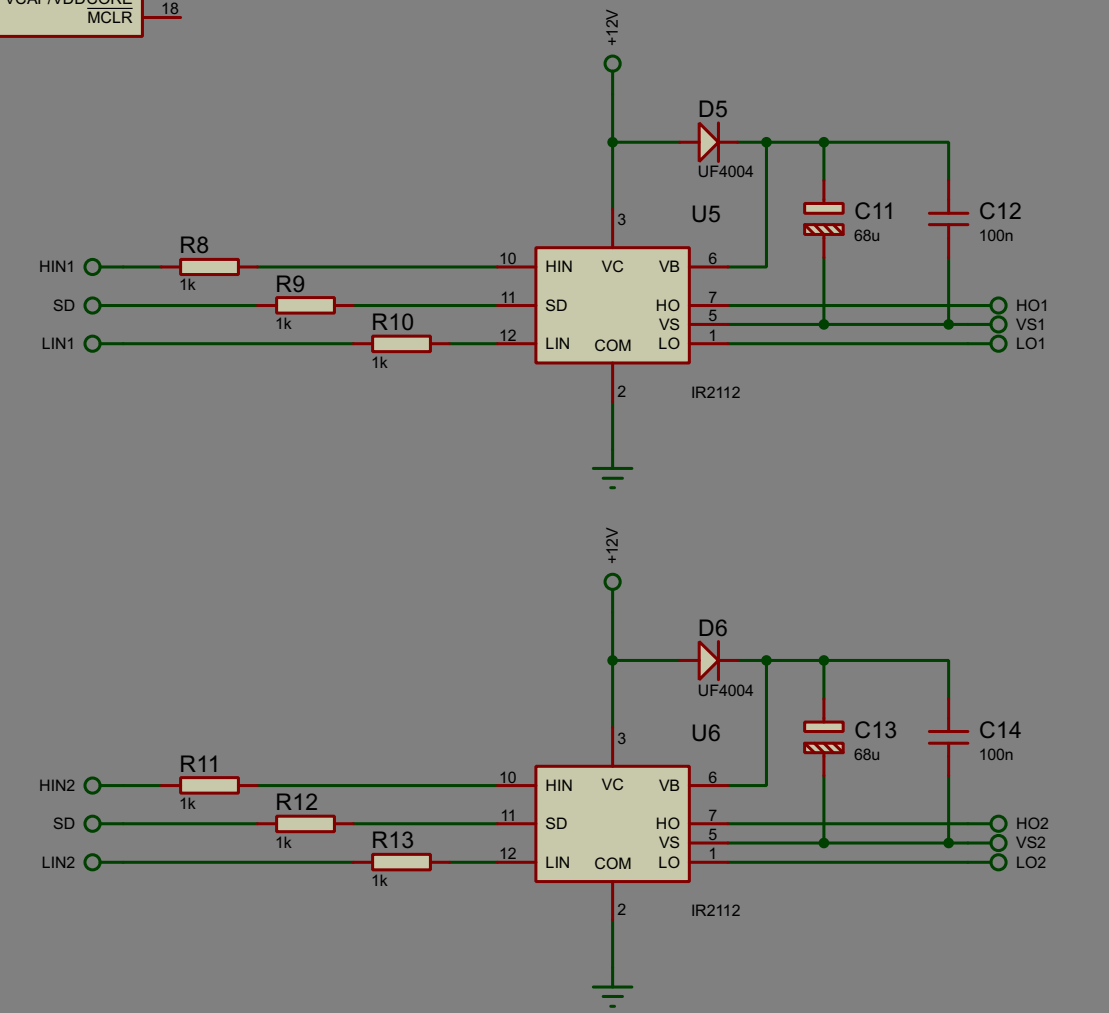 VCAP/VDDCORE
MCLR
18
+12V
D5
UF4004
U5
3
C11
68u
C12
100n
R8
1k
HIN1
10
HIN
VC
VB
6
R9
1k
SD
11
SD
HO
7
HO1
VS
5
VS1
R10
1k
LIN1
12
LIN
COM
LO
1
LO1
2
IR2112
+12V
D6
UF4004
U6
3
C13
68u
C14
100n
R11
1k
HIN2
10
HIN
VC
VB
6
R12
1k
SD
11
SD
HO
7
HO2
VS
5
VS2
R13
1k
LIN2
12
LIN
COM
LO
1
LO2
2
IR2112